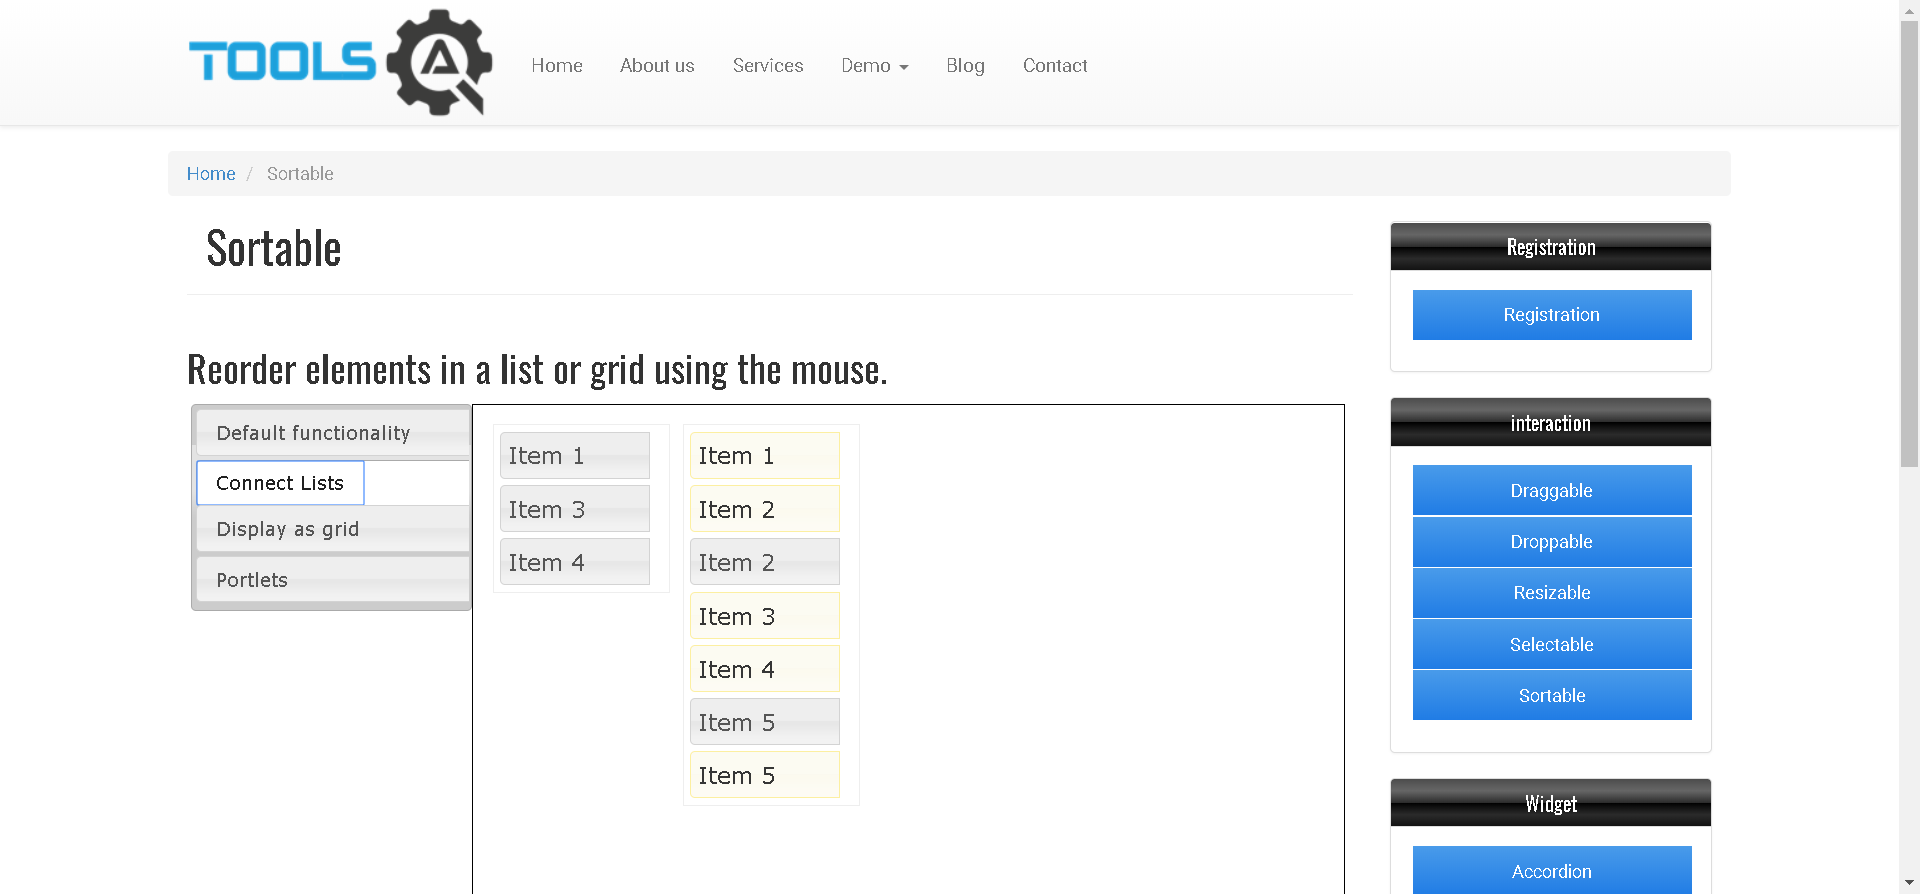 TOOLS
Home
About us
Services
Demo
Blog
Contact
Home / Sortable
Sortable
Reorder elements in a list or grid using the mouse.
Default functionality
Connect Lists
Display as grid
Portlets
Item 1
Item 3
Item 4
Item 1
Item 2
Item 2
Item 3
Item 4
Item 5
Item 5
Registration
Registration
interaction
Draggable
Droppable
Resizable
Selectable
Sortable
Widget
Accordion